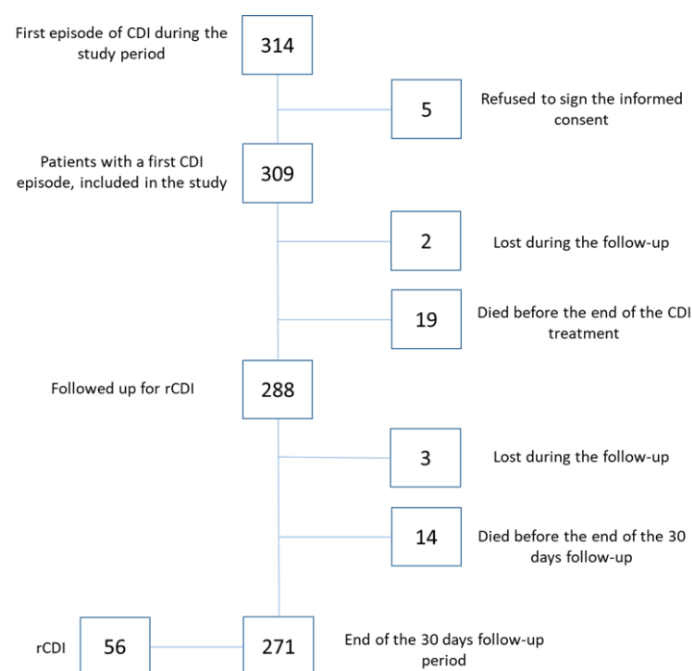 First episode of CDI during the
study period
314
5
Refused to sign the informed
consent
Patients with a first CDI
episode, included in the study
309
2
Lost during the follow-up
19
Died before the end of the CDI
treatment
Followed up for rCDI
288
3
Lost during the follow-up
14
Died before the end of the 30
days follow-up
rCDI
56
271
End of the 30 days follow-up
period